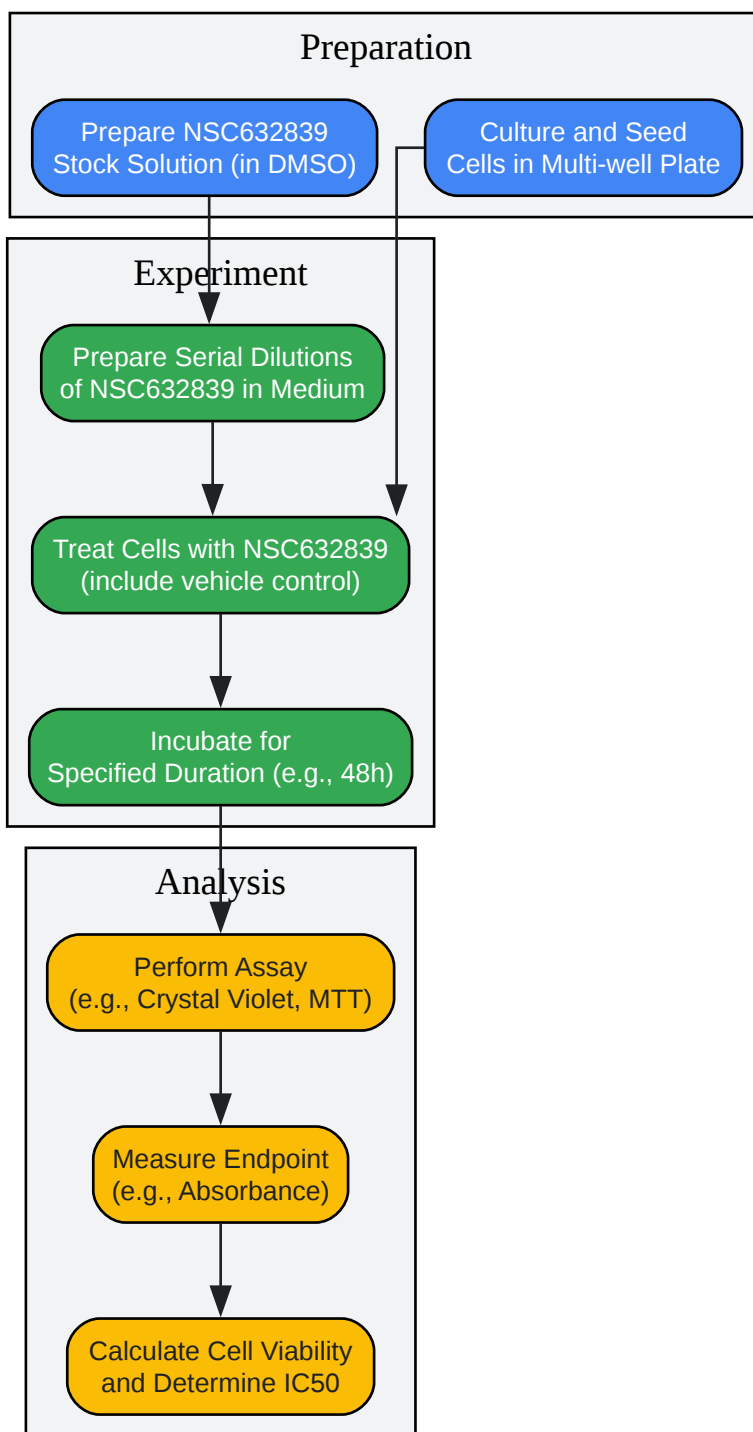 Preparation
Prepare NSC632839
Stock Solution (in DMSO)
Culture and Seed
Cells in Multi-well Plate
Experiment
Prepare Serial Dilutions
of NSC632839 in Medium
Treat Cells with NSC632839
(include vehicle control)
Incubate for
Specified Duration (e.g., 48h)
Analysis
Perform Assay
(e.g., Crystal Violet, MTT)
Measure Endpoint
(e.g., Absorbance)
Calculate Cell Viability
and Determine IC50